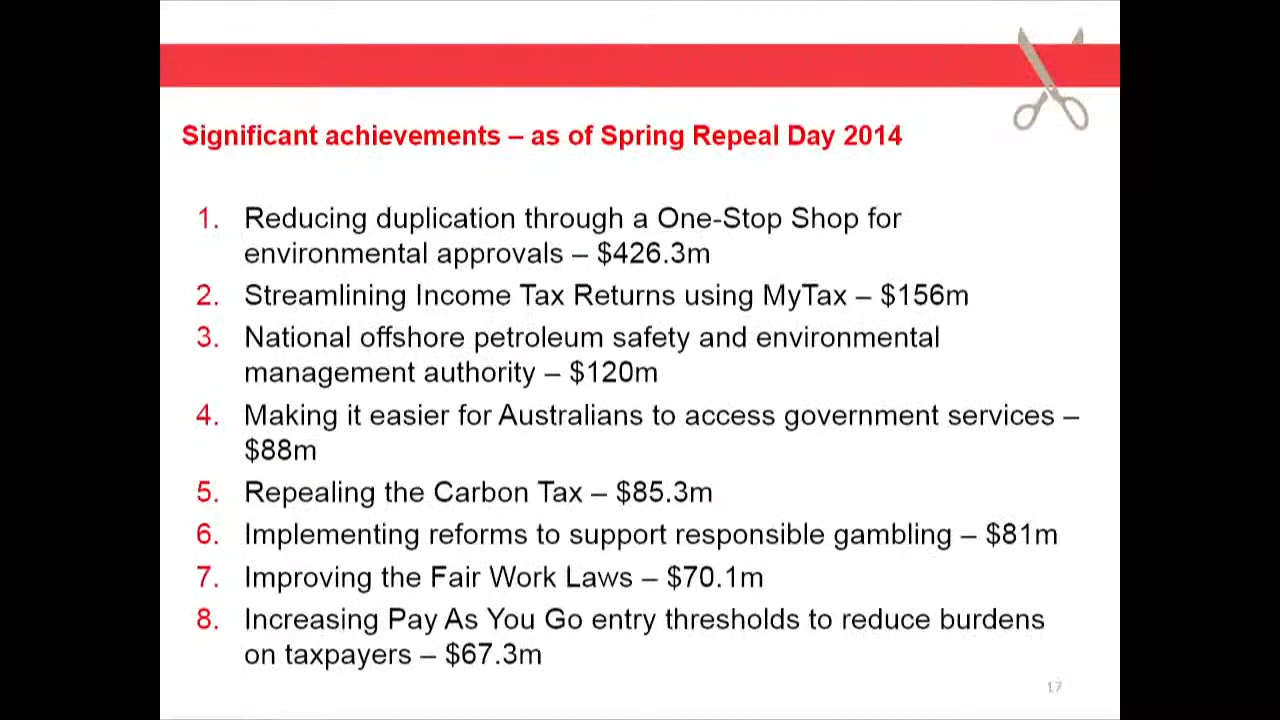 Significant achievements – as of Spring Repeal Day 2014
1. Reducing duplication through a One-Stop Shop for
environmental approvals – $426.3m
2. Streamlining Income Tax Returns using MyTax – $156m
3. National offshore petroleum safety and environmental
management authority – $120m
4. Making it easier for Australians to access government services –
$88m
5. Repealing the Carbon Tax – $85.3m
6. Implementing reforms to support responsible gambling – $81m
7. Improving the Fair Work Laws – $70.1m
8. Increasing Pay As You Go entry thresholds to reduce burdens
on taxpayers – $67.3m
17